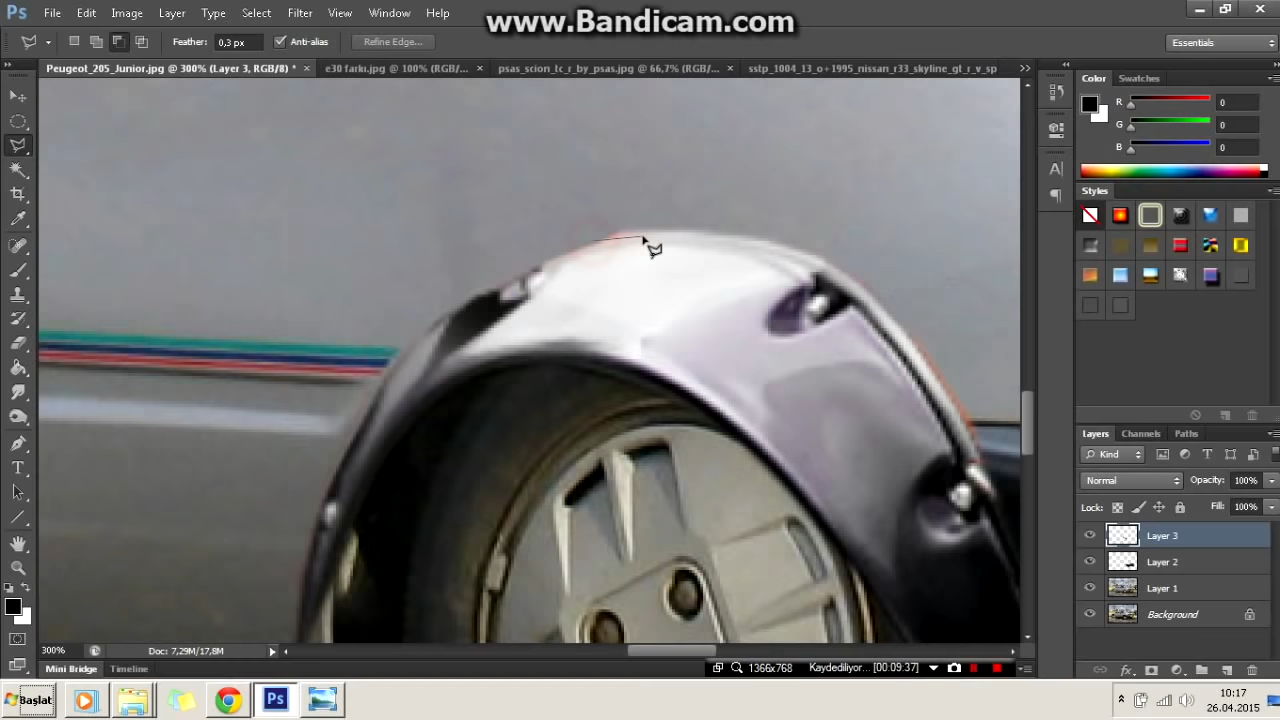 www.Bandicam.com
Ps File Edit Image Layer Type Select Filter View Window Help
Feather: 0,3 px Anti-alias Refine Edge... Essentials
Peugeot_205_Junior.jpg @ 300% (Layer 3, RGB/8) * × e30 farkı.jpg @ 100% (RGB/... × psas_scion_tc_r_by_psas.jpg @ 66,7% (RGB/... × sstp_1004_13_o+1995_nissan_r33_skyline_gt_r_v_sp
Color Swatches
R 0
G 0
B 0
Styles
Layers Channels Paths
Kind
Normal Opacity: 100%
Lock: Fill: 100%
Layer 3
Layer 2
Layer 1
Background
300% Doc: 7,29M/17,8M
Mini Bridge Timeline
1366x768 Kaydediliyor... [00:09:37]
Başlat Ps
10:17
26.04.2015